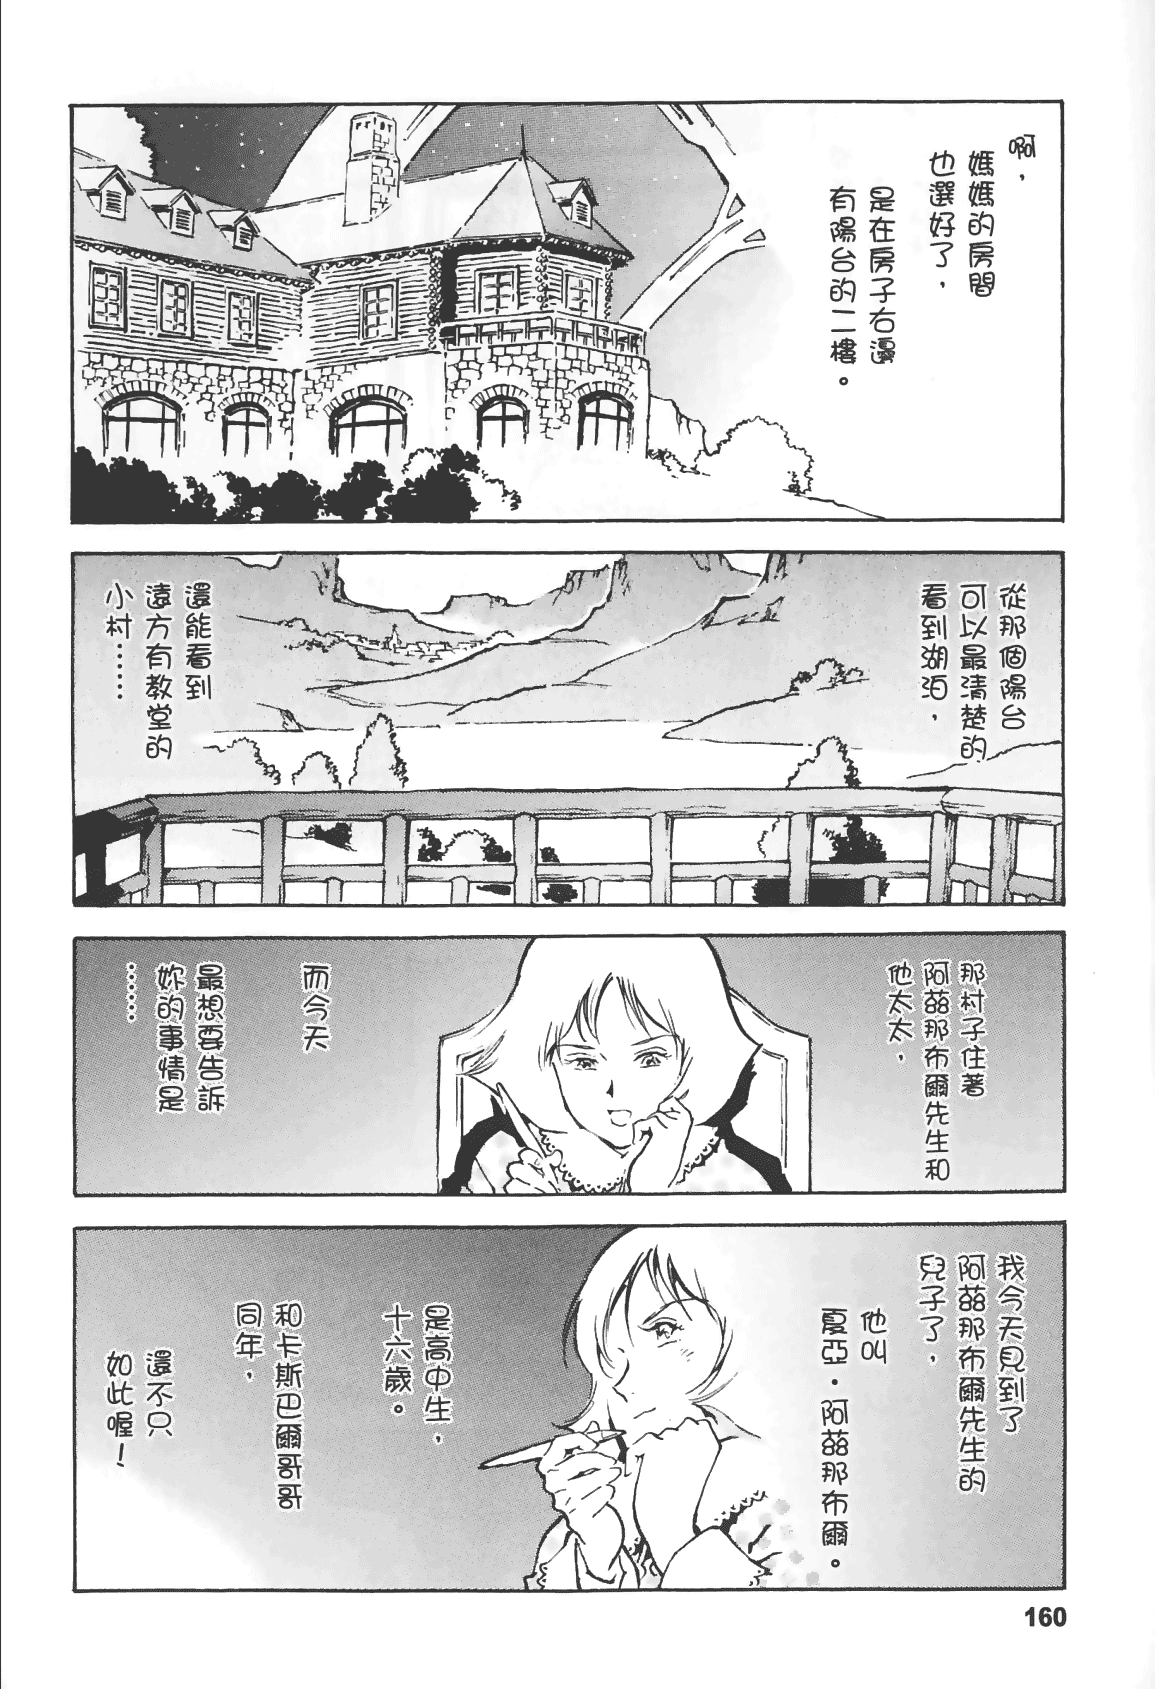 啊，
媽媽的房間
也選好了，
是在房子右邊
有陽台的二樓。
從那個陽台
可以最清楚的
看到湖泊，
還能看到
遠方有教堂的
小村……
那村子住著
阿茲那布爾先生和
他太太，
而今天
最想要告訴
妳的事情是
……
我今天見到了
阿茲那布爾先生的
兒子了，
他叫
夏亞·阿茲那布爾。
是高中生，
十六歲。
和卡斯巴爾哥哥
同年，
還不只
如此喔！
160